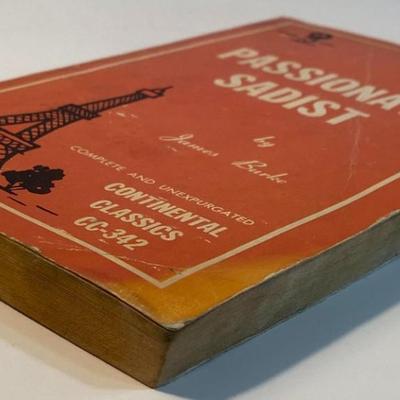 PASSIONA
SADIST
by
James Burke
COMPLETE AND UNEXPURGATED
CONTINENTAL
CLASSICS
CC-342